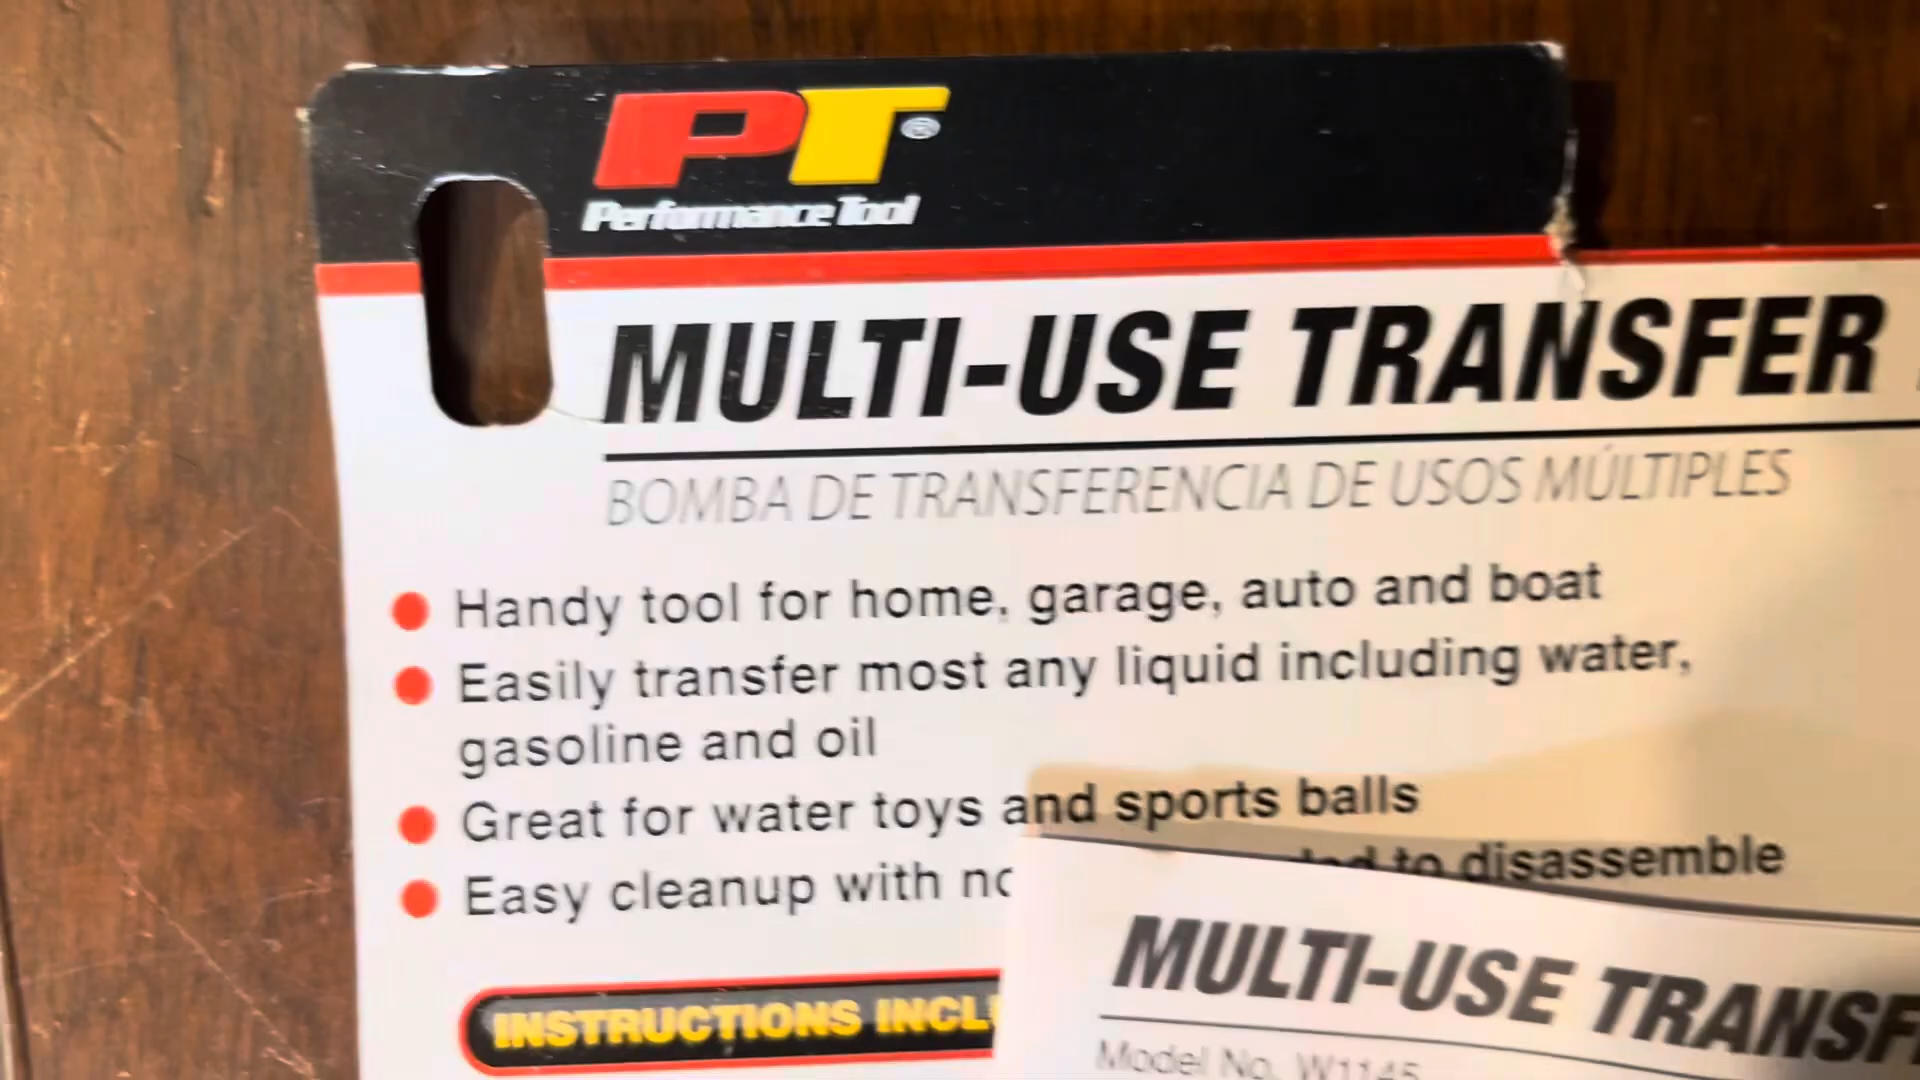 PT®
Performance Tool
MULTI-USE TRANSFER
BOMBA DE TRANSFERENCIA DE USOS MÚLTIPLES
Handy tool for home, garage, auto and boat
Easily transfer most any liquid including water,
gasoline and oil
Great for water toys and sports balls
Easy cleanup with to disassemble
INSTRUCTIONS
MULTI-USE
Model No. W1145